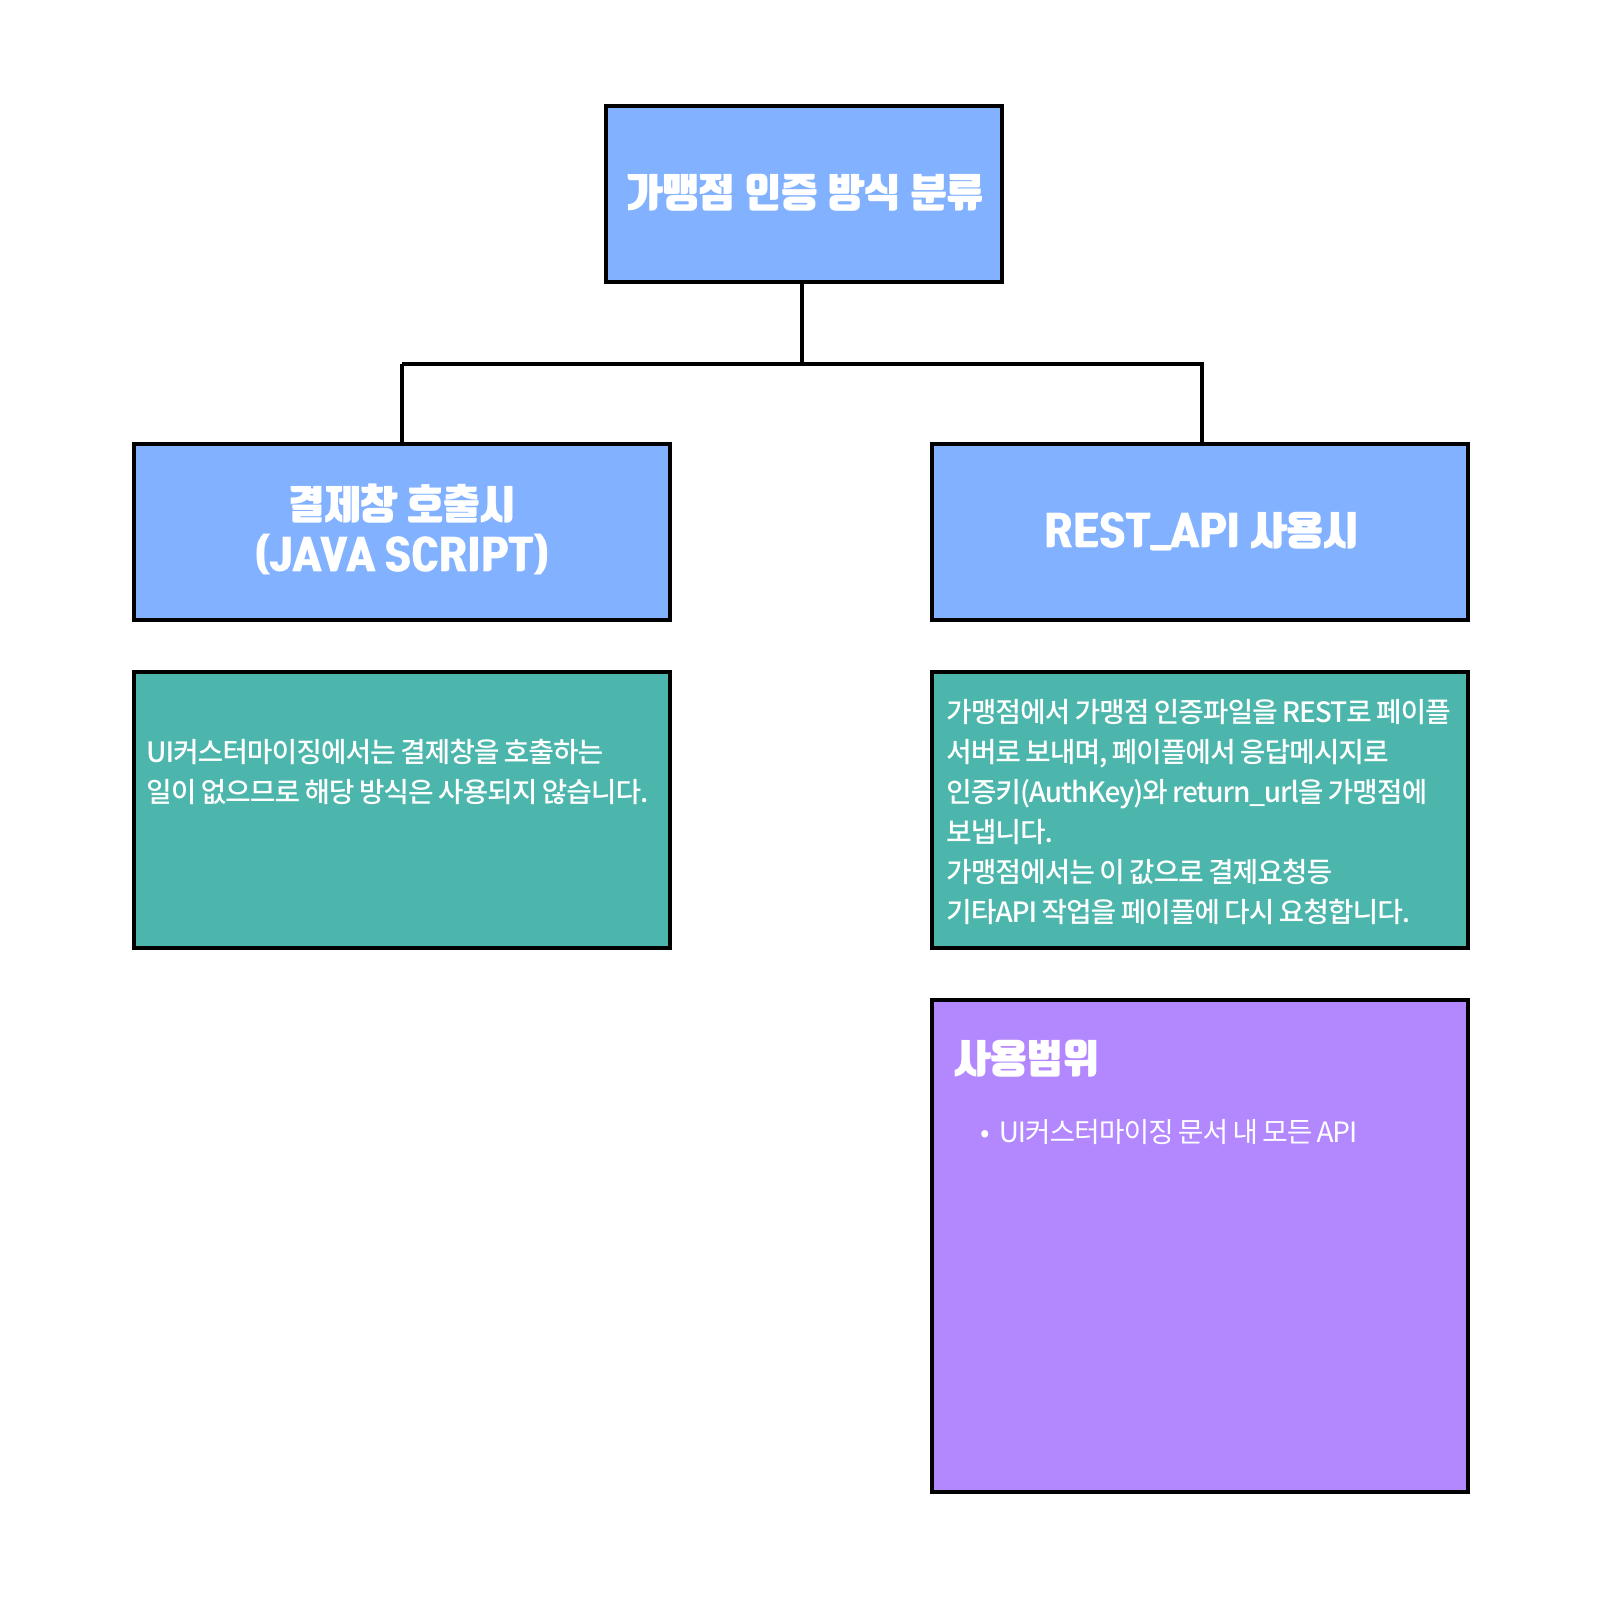 가맹점 인증 방식 분류
결제창 호출시
(JAVA SCRIPT)
REST_API 사용시
UI커스터마이징에서는 결제창을 호출하는
일이 없으므로 해당 방식은 사용되지 않습니다.
가맹점에서 가맹점 인증파일을 REST로 페이플
서버로 보내며, 페이플에서 응답메시지로
인증키(AuthKey)와 return_url을 가맹점에
보냅니다.
가맹점에서는 이 값으로 결제요청등
기타API 작업을 페이플에 다시 요청합니다.
사용범위
• UI커스터마이징 문서 내 모든 API